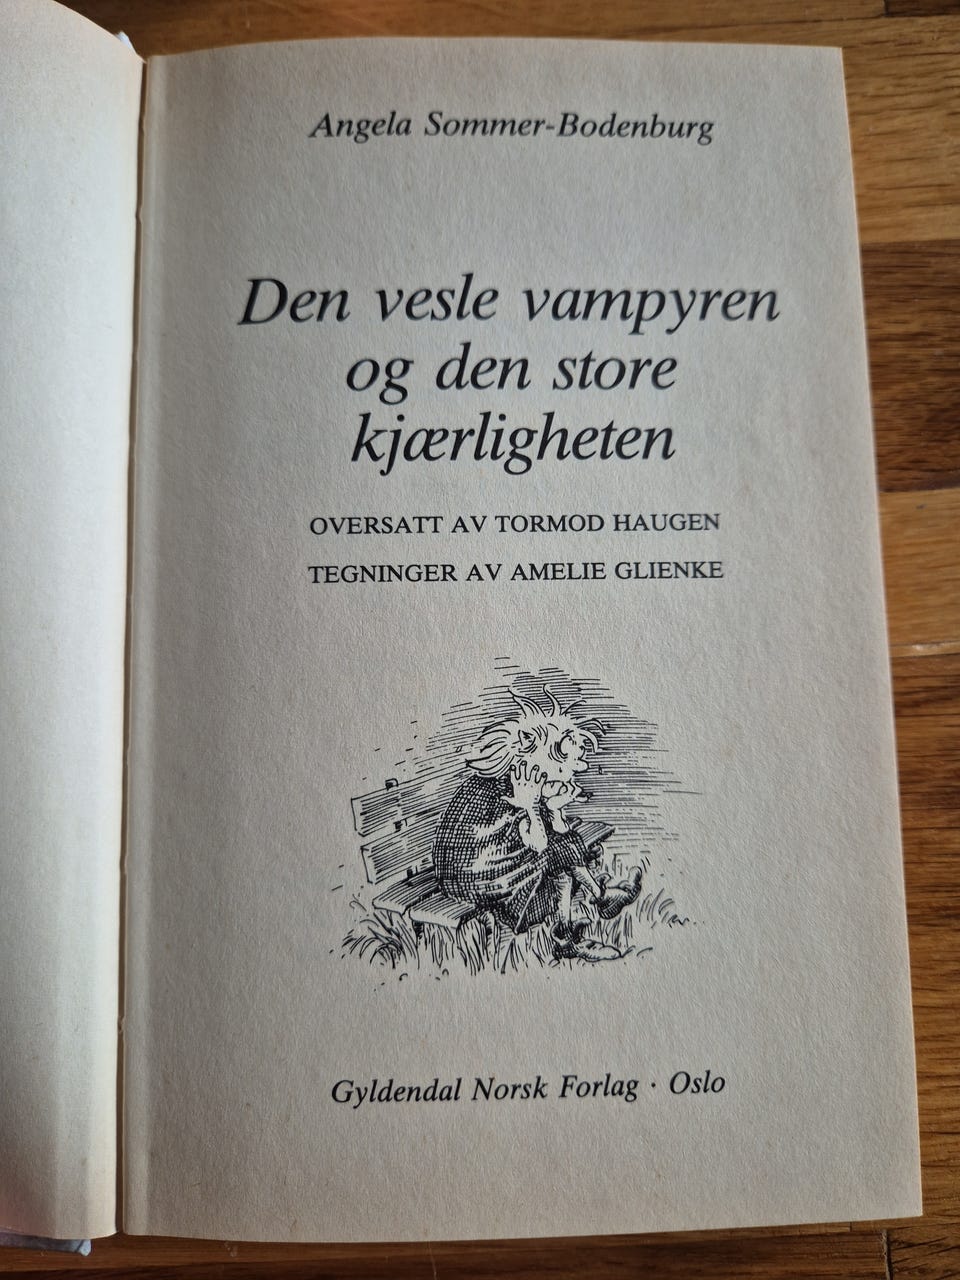 Angela Sommer-Bodenburg
Den vesle vampyren
og den store
kjærligheten
OVERSATT AV TORMOD HAUGEN
TEGNINGER AV AMELIE GLIENKE
Gyldendal Norsk Forlag · Oslo